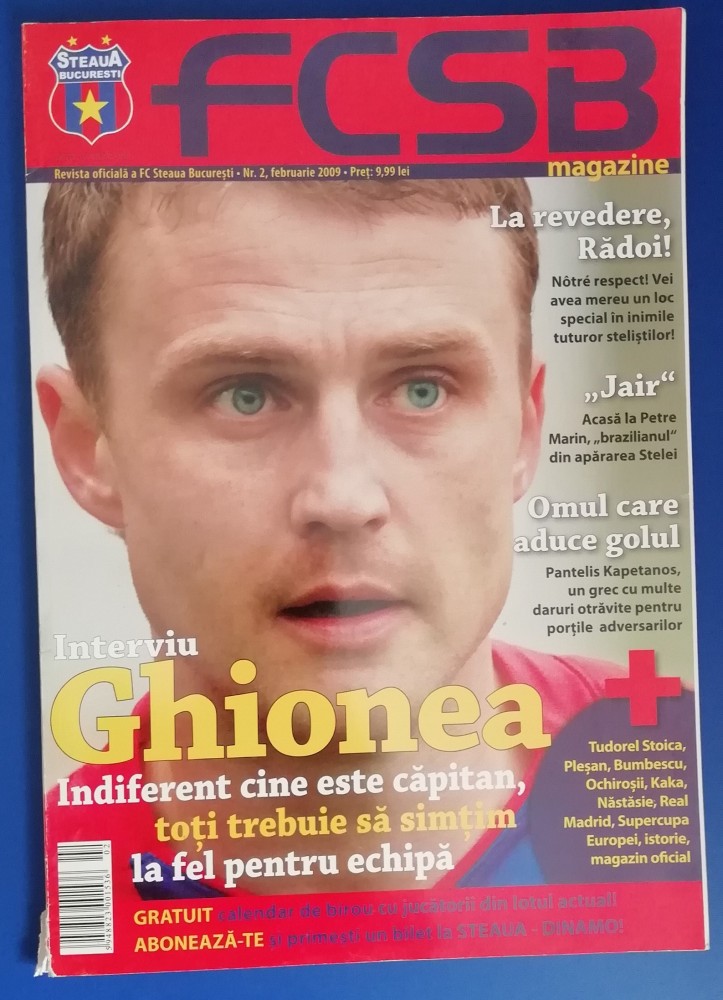 STEAUA
BUCURESTI
FCSB
magazine
Revista oficială a FC Steaua Bucureşti • Nr. 2, februarie 2009 • Preţ: 9,99 lei
La revedere,
Rădoi!
Nôtré respect! Vei
avea mereu un loc
special în inimile
tuturor steliştilor!
„Jair“
Acasă la Petre
Marin, „brazilianul“
din apărarea Stelei
Omul care
aduce golul
Pantelis Kapetanos,
un grec cu multe
daruri otrăvite pentru
porţile adversarilor
Interviu
Ghionea
Indiferent cine este căpitan,
toţi trebuie să simţim
la fel pentru echipă
+
Tudorel Stoica,
Pleşan, Bumbescu,
Ochiroşii, Kaka,
Năstăsie, Real
Madrid, Supercupa
Europei, istorie,
magazin oficial
GRATUIT calendar de birou cu jucătorii din lotul actual!
ABONEAZĂ-TE şi primeşti un bilet la STEAUA - DINAMO!
02